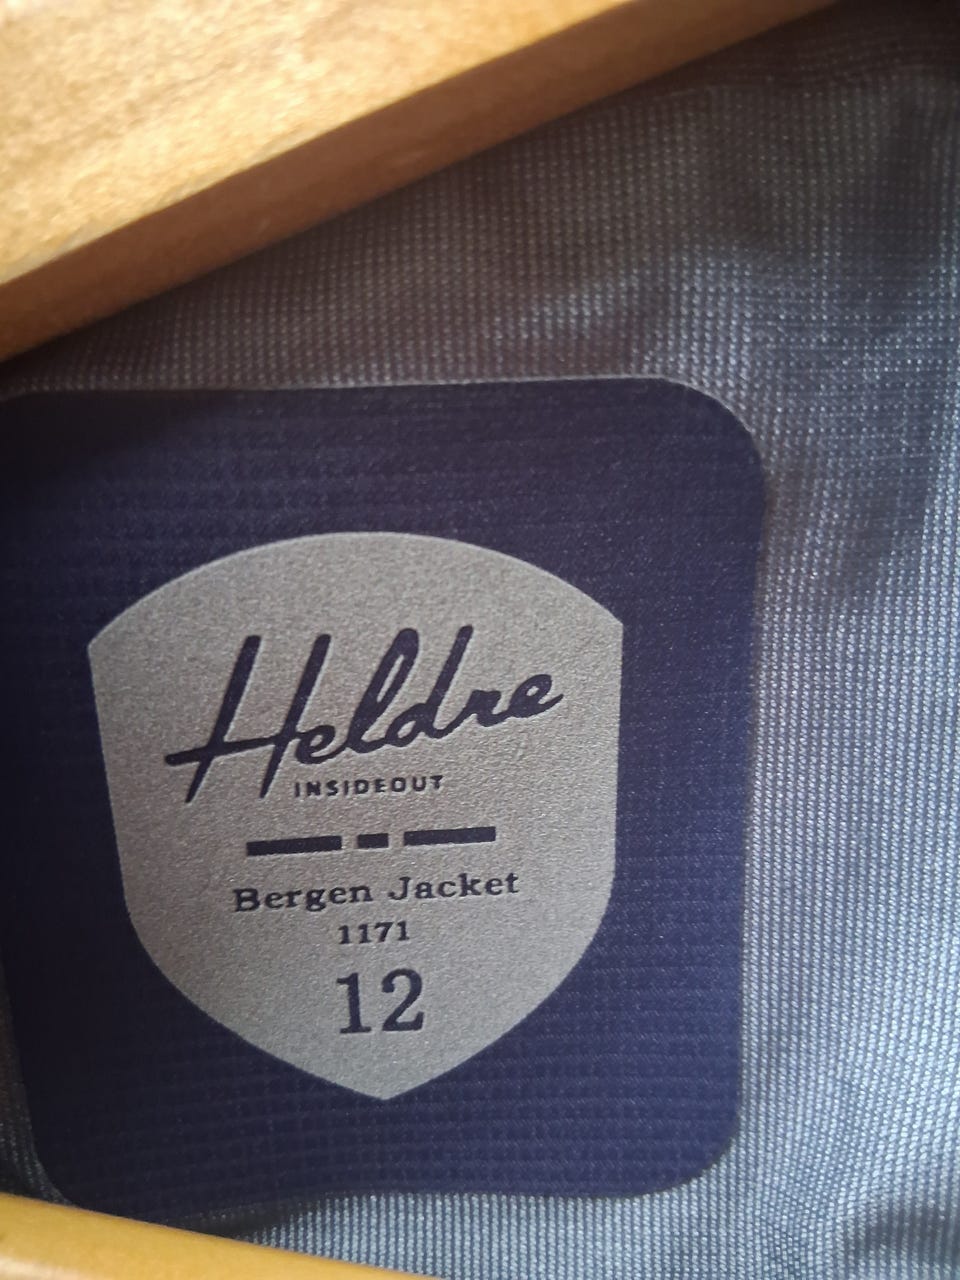 Heldre
INSIDEOUT
Bergen Jacket
1171
12